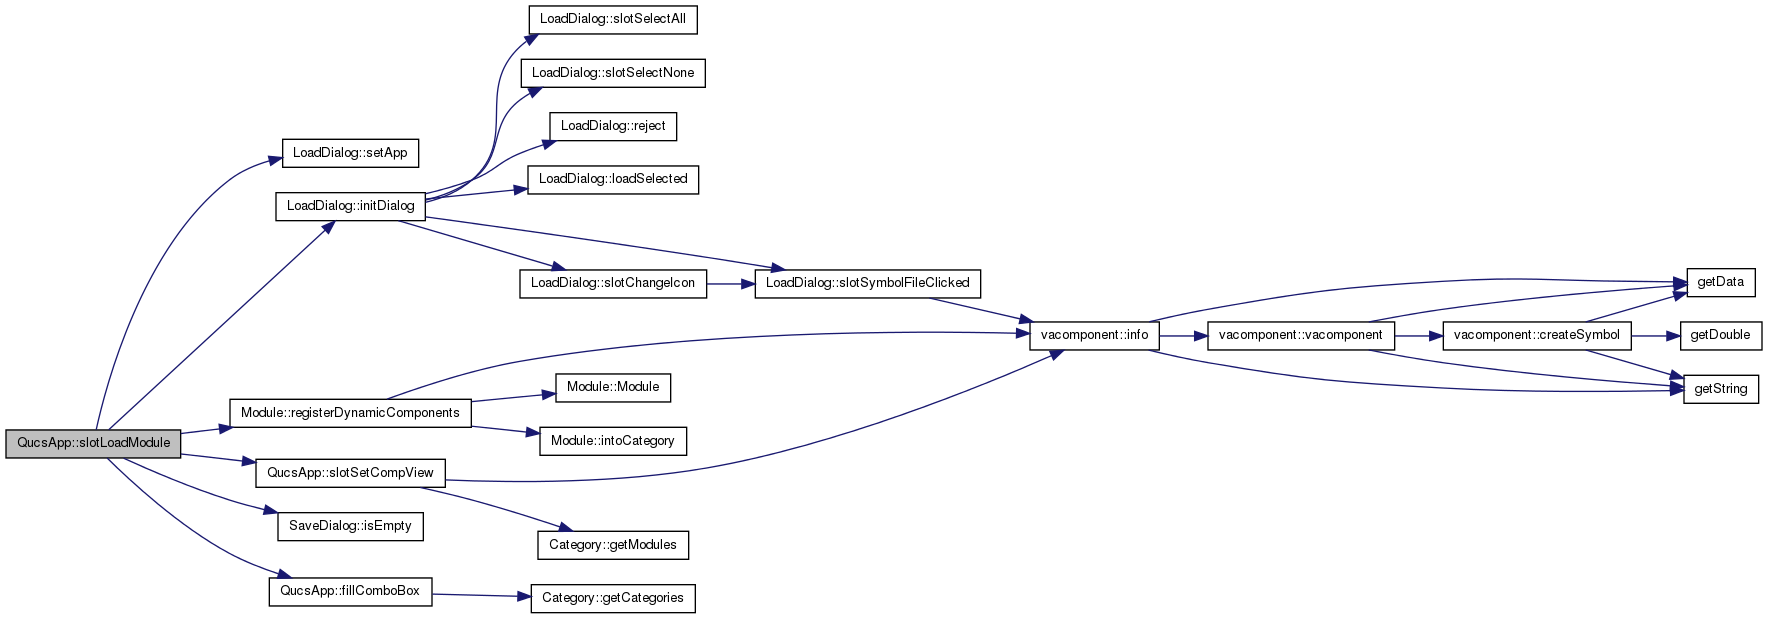 LoadDialog::slotSelectAll
LoadDialog::slotSelectNone
LoadDialog::reject
LoadDialog::setApp
LoadDialog::loadSelected
LoadDialog::initDialog
LoadDialog::slotChangeIcon
LoadDialog::slotSymbolFileClicked
getData
vacomponent::info
vacomponent::vacomponent
vacomponent::createSymbol
getDouble
Module::Module
getString
Module::registerDynamicComponents
Module::intoCategory
QucsApp::slotLoadModule
QucsApp::slotSetCompView
SaveDialog::isEmpty
Category::getModules
QucsApp::fillComboBox
Category::getCategories